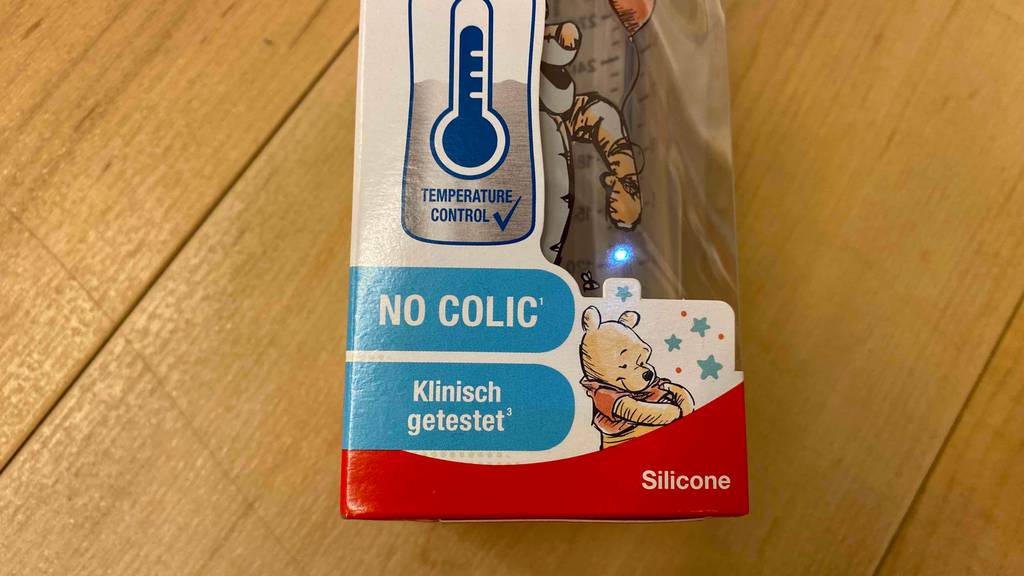 TEMPERATURE
CONTROL
NO COLIC¹
Klinisch
getestet³
Silicone